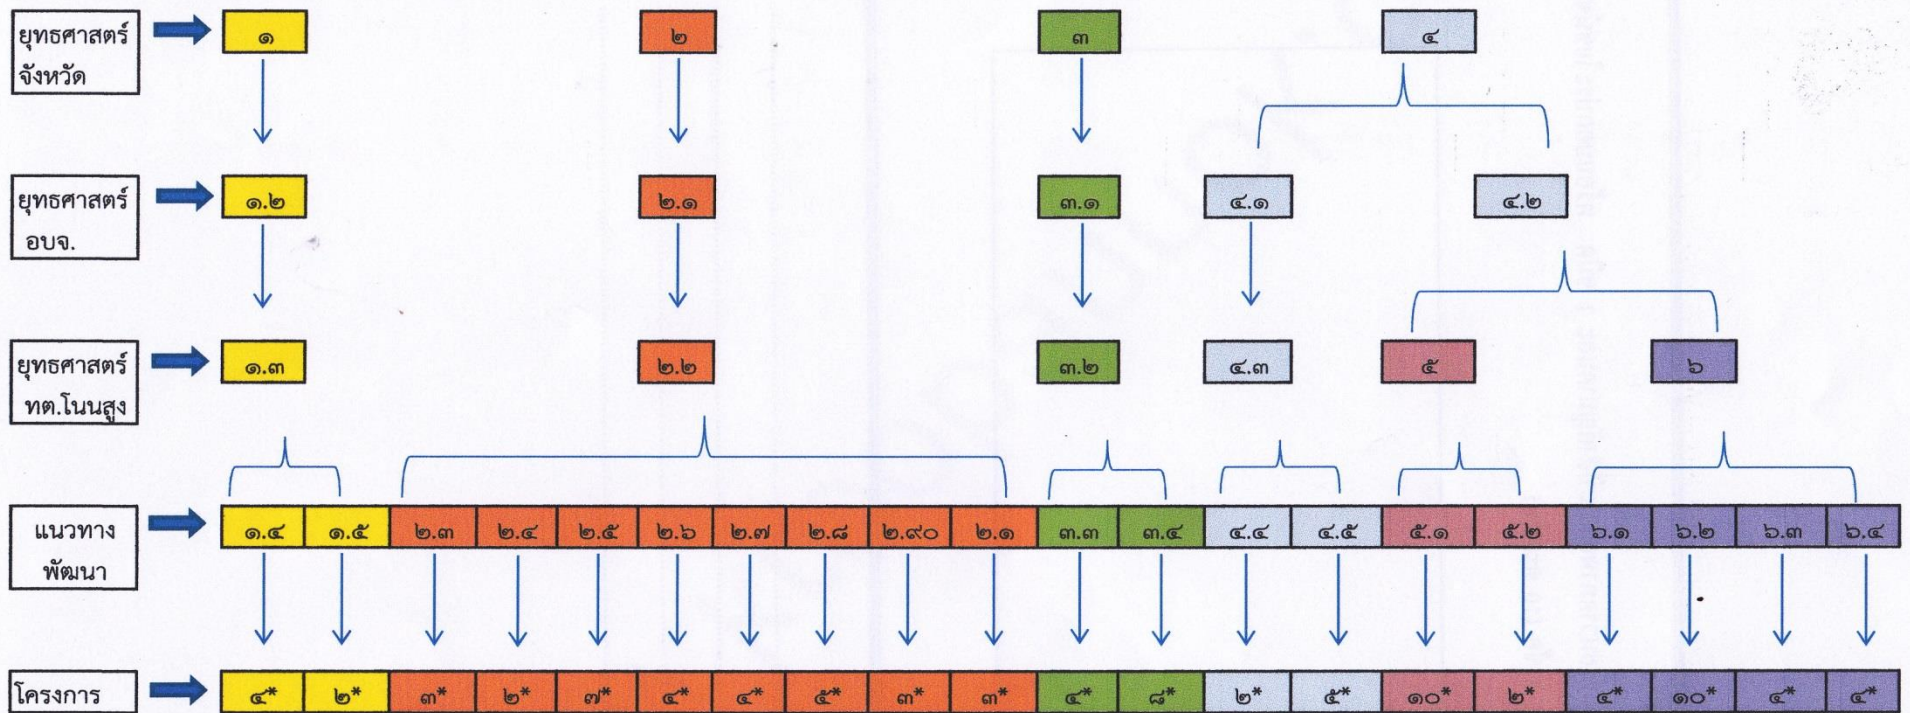 ยุทธศาสตร์
จังหวัด
๑ ๒ ๓ ๔
ยุทธศาสตร์
อบจ.
๑.๒ ๒.๑ ๓.๑ ๔.๑ ๔.๒
ยุทธศาสตร์
ทต.โนนสูง
๑.๓ ๒.๒ ๓.๒ ๔.๓ ๕ ๖
แนวทาง
พัฒนา
๑.๔ ๑.๕ ๒.๓ ๒.๔ ๒.๕ ๒.๖ ๒.๗ ๒.๘ ๒.๙๐ ๒.๑ ๓.๓ ๓.๔ ๔.๔ ๔.๕ ๕.๑ ๕.๒ ๖.๑ ๖.๒ ๖.๓ ๖.๔
โครงการ
๔* ๒* ๓* ๒* ๗* ๔* ๔* ๕* ๓* ๓* ๔* ๘* ๒* ๕* ๑๐* ๒* ๔* ๑๐* ๔* ๔*